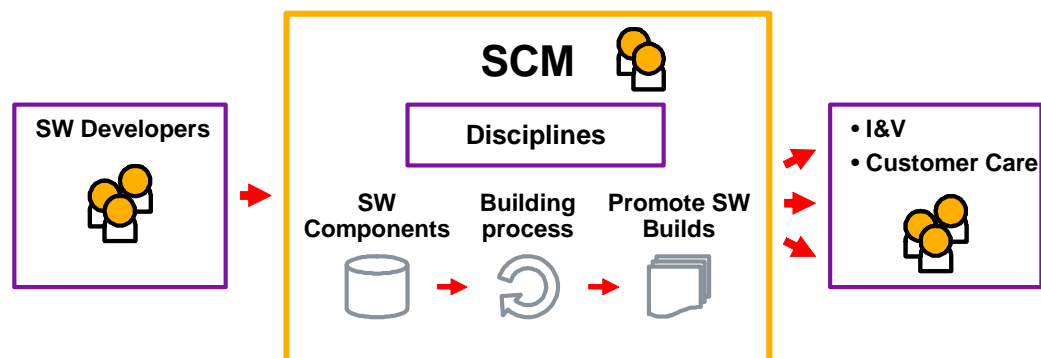 SCM
SW Developers
Disciplines
• I&V
• Customer Care
SW
Components
Building
process
Promote SW
Builds